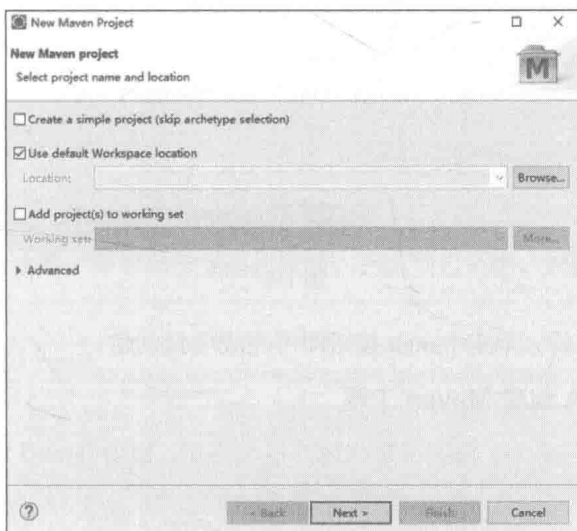 New Maven Project
New Maven project
Select project name and location
M
Create a simple project (skip archetype selection)
Use default Workspace location
Location:
Browse...
Add project(s) to working set
Working set:
More...
Advanced
< Back
Next >
Finish
Cancel